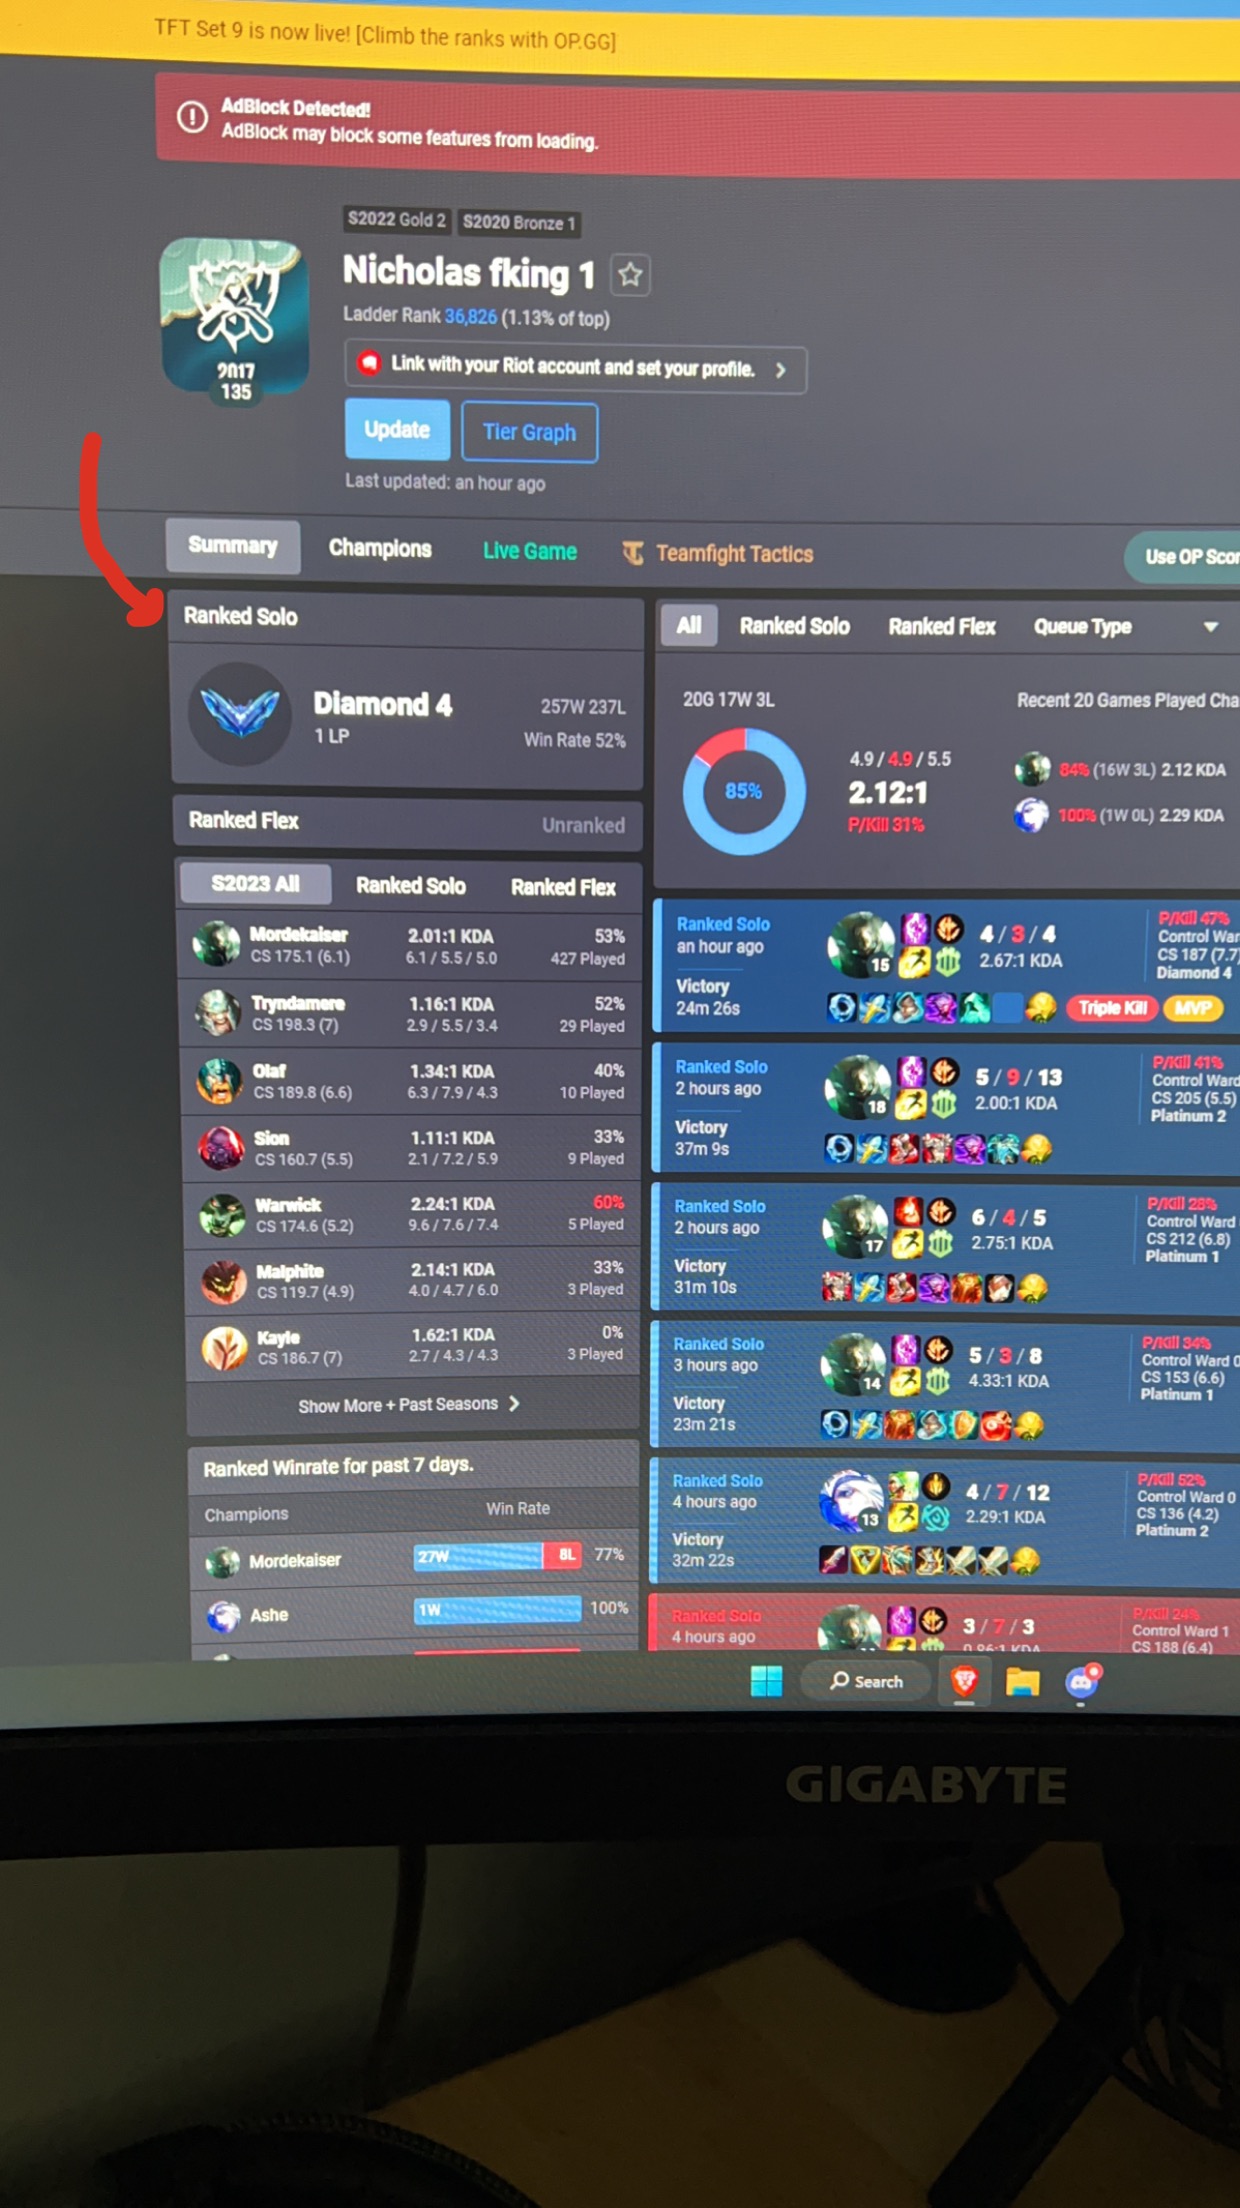 TFT Set 9 is now live! [Climb the ranks with OP.GG]
AdBlock Detected!
AdBlock may block some features from loading.
S2022 Gold 2 S2020 Bronze 1
Nicholas fking 1
Ladder Rank 36,826 (1.13% of top)
Link with your Riot account and set your profile.
2017
135
Update Tier Graph
Last updated: an hour ago
Summary Champions Live Game Teamfight Tactics Use OP Scor
Ranked Solo
Diamond 4 257W 237L
1 LP Win Rate 52%
Ranked Flex Unranked
S2023 All Ranked Solo Ranked Flex
Mordekaiser 2.01:1 KDA 53%
CS 175.1 (6.1) 6.1 / 5.5 / 5.0 427 Played
Tryndamere 1.16:1 KDA 52%
CS 198.3 (7) 2.9 / 5.5 / 3.4 29 Played
Olaf 1.34:1 KDA 40%
CS 189.8 (6.6) 6.3 / 7.9 / 4.3 10 Played
Sion 1.11:1 KDA 33%
CS 160.7 (5.5) 2.1 / 7.2 / 5.9 9 Played
Warwick 2.24:1 KDA 60%
CS 174.6 (5.2) 9.6 / 7.6 / 7.4 5 Played
Malphite 2.14:1 KDA 33%
CS 119.7 (4.9) 4.0 / 4.7 / 6.0 3 Played
Kayle 1.62:1 KDA 0%
CS 186.7 (7) 2.7 / 4.3 / 4.3 3 Played
Show More + Past Seasons
Ranked Winrate for past 7 days.
Champions Win Rate
Mordekaiser 27W 8L 77%
Ashe 1W 100%
All Ranked Solo Ranked Flex Queue Type
20G 17W 3L Recent 20 Games Played Cha
85%
4.9 / 4.9 / 5.5
2.12:1
P/Kill 31%
84% (16W 3L) 2.12 KDA
100% (1W 0L) 2.29 KDA
Ranked Solo
an hour ago
Victory
24m 26s
15
4 / 3 / 4
2.67:1 KDA
P/Kill 47%
Control War
CS 187 (7.7)
Diamond 4
Triple Kill MVP
Ranked Solo
2 hours ago
Victory
37m 9s
18
5 / 9 / 13
2.00:1 KDA
P/Kill 41%
Control Ward
CS 205 (5.5)
Platinum 2
Ranked Solo
2 hours ago
Victory
31m 10s
17
6 / 4 / 5
2.75:1 KDA
P/Kill 28%
Control Ward
CS 212 (6.8)
Platinum 1
Ranked Solo
3 hours ago
Victory
23m 21s
14
5 / 3 / 8
4.33:1 KDA
P/Kill 34%
Control Ward 0
CS 153 (6.6)
Platinum 1
Ranked Solo
4 hours ago
Victory
32m 22s
13
4 / 7 / 12
2.29:1 KDA
P/Kill 52%
Control Ward 0
CS 136 (4.2)
Platinum 2
Ranked Solo
4 hours ago
3 / 7 / 3
0.86:1 KDA
P/Kill 24%
Control Ward 1
CS 188 (6.4)
Search
GIGABYTE